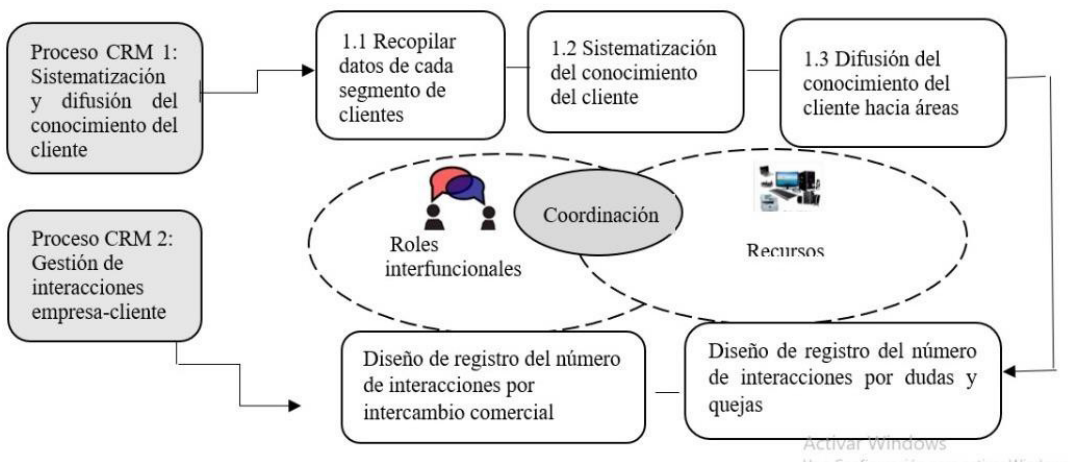 Proceso CRM 1:
Sistematización
y difusión del
conocimiento del
cliente
1.1 Recopilar
datos de cada
segmento de
clientes
1.2 Sistematización
del conocimiento
del cliente
1.3 Difusión del
conocimiento del
cliente hacia áreas
Coordinación
Roles
interfuncionales
Recursos
Proceso CRM 2:
Gestión de
interacciones
empresa-cliente
Diseño de registro del número
de interacciones por
intercambio comercial
Diseño de registro del número
de interacciones por dudas y
quejas
Activar Windows